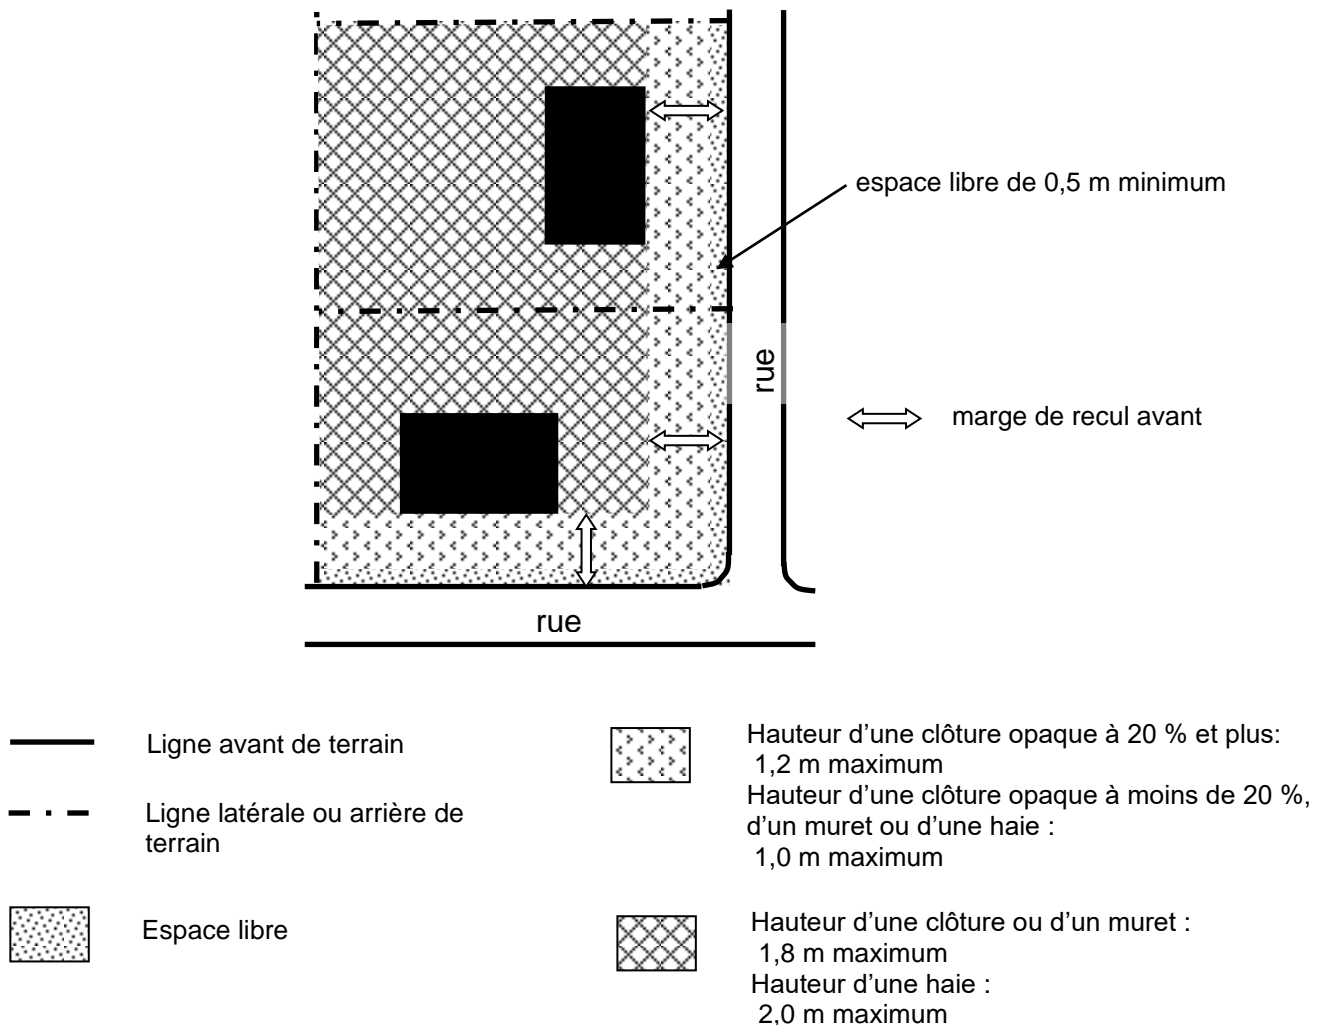 espace libre de 0,5 m minimum
rue
marge de recul avant
rue
Ligne avant de terrain
Ligne latérale ou arrière de
terrain
Espace libre
Hauteur d’une clôture opaque à 20 % et plus:
1,2 m maximum
Hauteur d’une clôture opaque à moins de 20 %,
d’un muret ou d’une haie :
1,0 m maximum
Hauteur d’une clôture ou d’un muret :
1,8 m maximum
Hauteur d’une haie :
2,0 m maximum